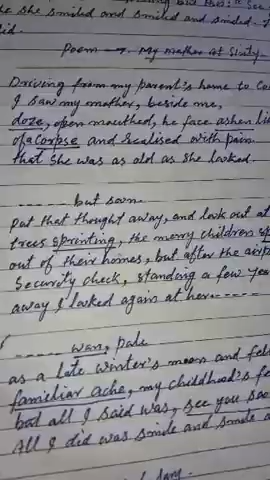 she smiled and smiled and smiled.
Poem → My mother at Sixty
Driving from my parent's home to Co
I saw my mother, beside me,
doze, open mouthed, he face ashen li
of a corpse and realised with pain
that she was as old as she looked.
but soon
put that thought away, and look out at
trees sprinting, the merry children sp
out of their homes, but after the airp
security check, standing a few ya
away I looked again at her-----
----- wan, pale
as a late winter's moon and fel
familiar ache, my childhood's fe
but all I said was, see you soo
All I did was smile and smile a